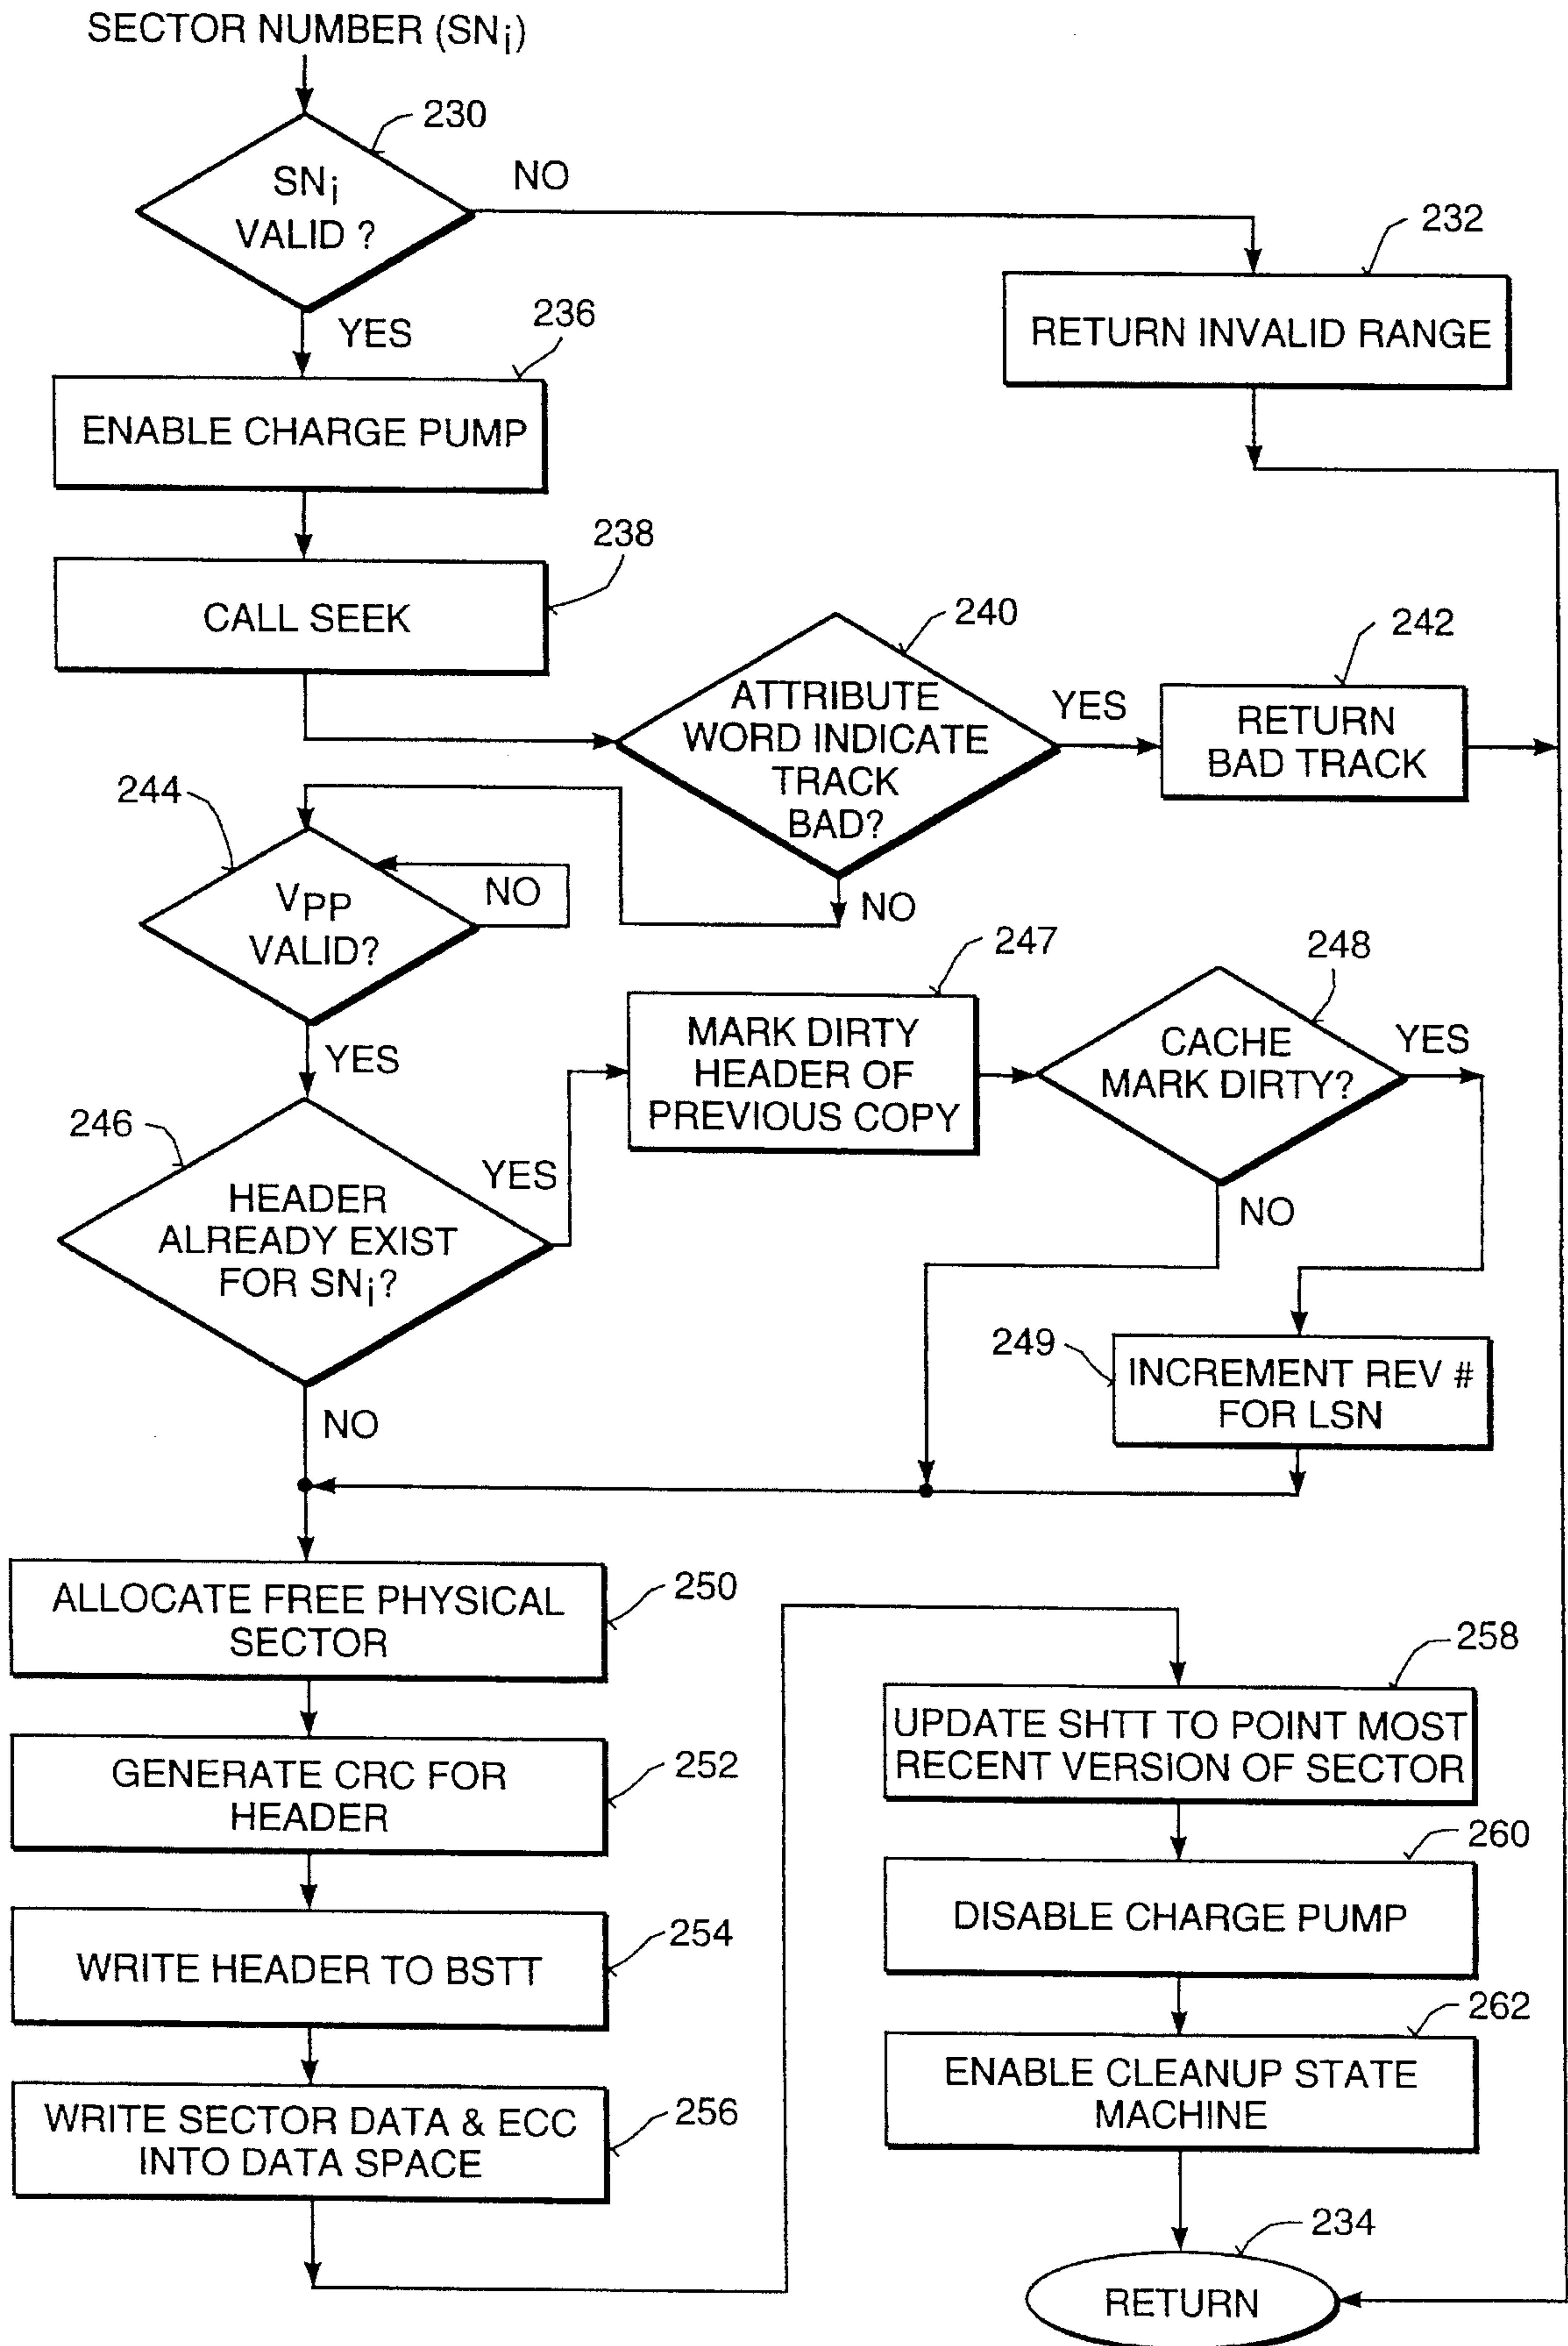 SECTOR NUMBER (SNi)
230
SNi
VALID ?
NO
232
RETURN INVALID RANGE
YES
236
ENABLE CHARGE PUMP
238
CALL SEEK
240
ATTRIBUTE
WORD INDICATE
TRACK
BAD?
YES
242
RETURN
BAD TRACK
NO
244
VPP
VALID?
NO
YES
246
HEADER
ALREADY EXIST
FOR SNi?
YES
247
MARK DIRTY
HEADER OF
PREVIOUS COPY
248
CACHE
MARK DIRTY?
YES
NO
249
INCREMENT REV #
FOR LSN
NO
250
ALLOCATE FREE PHYSICAL
SECTOR
252
GENERATE CRC FOR
HEADER
254
WRITE HEADER TO BSTT
256
WRITE SECTOR DATA & ECC
INTO DATA SPACE
258
UPDATE SHTT TO POINT MOST
RECENT VERSION OF SECTOR
260
DISABLE CHARGE PUMP
262
ENABLE CLEANUP STATE
MACHINE
234
RETURN